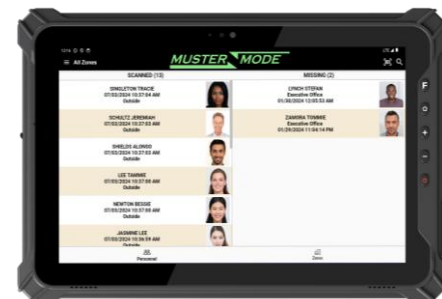 MUSTER MODE
All Zones
SCANNED (13)
MISSING (2)
SINGLETON TRACIE
07/03/2024 10:37:04 AM
Outside
SCHULTZ JEREMIAH
07/03/2024 10:37:03 AM
Outside
SHIELDS ALONSO
07/03/2024 10:37:02 AM
Outside
LEE TAMMIE
07/03/2024 10:37:00 AM
Outside
NEWTON BESSIE
07/03/2024 10:37:00 AM
Outside
JASMINE LEE
07/03/2024 10:36:59 AM
Outside
LYNCH STEFAN
Executive Office
01/30/2024 12:05:53 AM
ZAMORA TOMMIE
Executive Office
01/29/2024 11:04:14 PM
Personnel
Zones
F